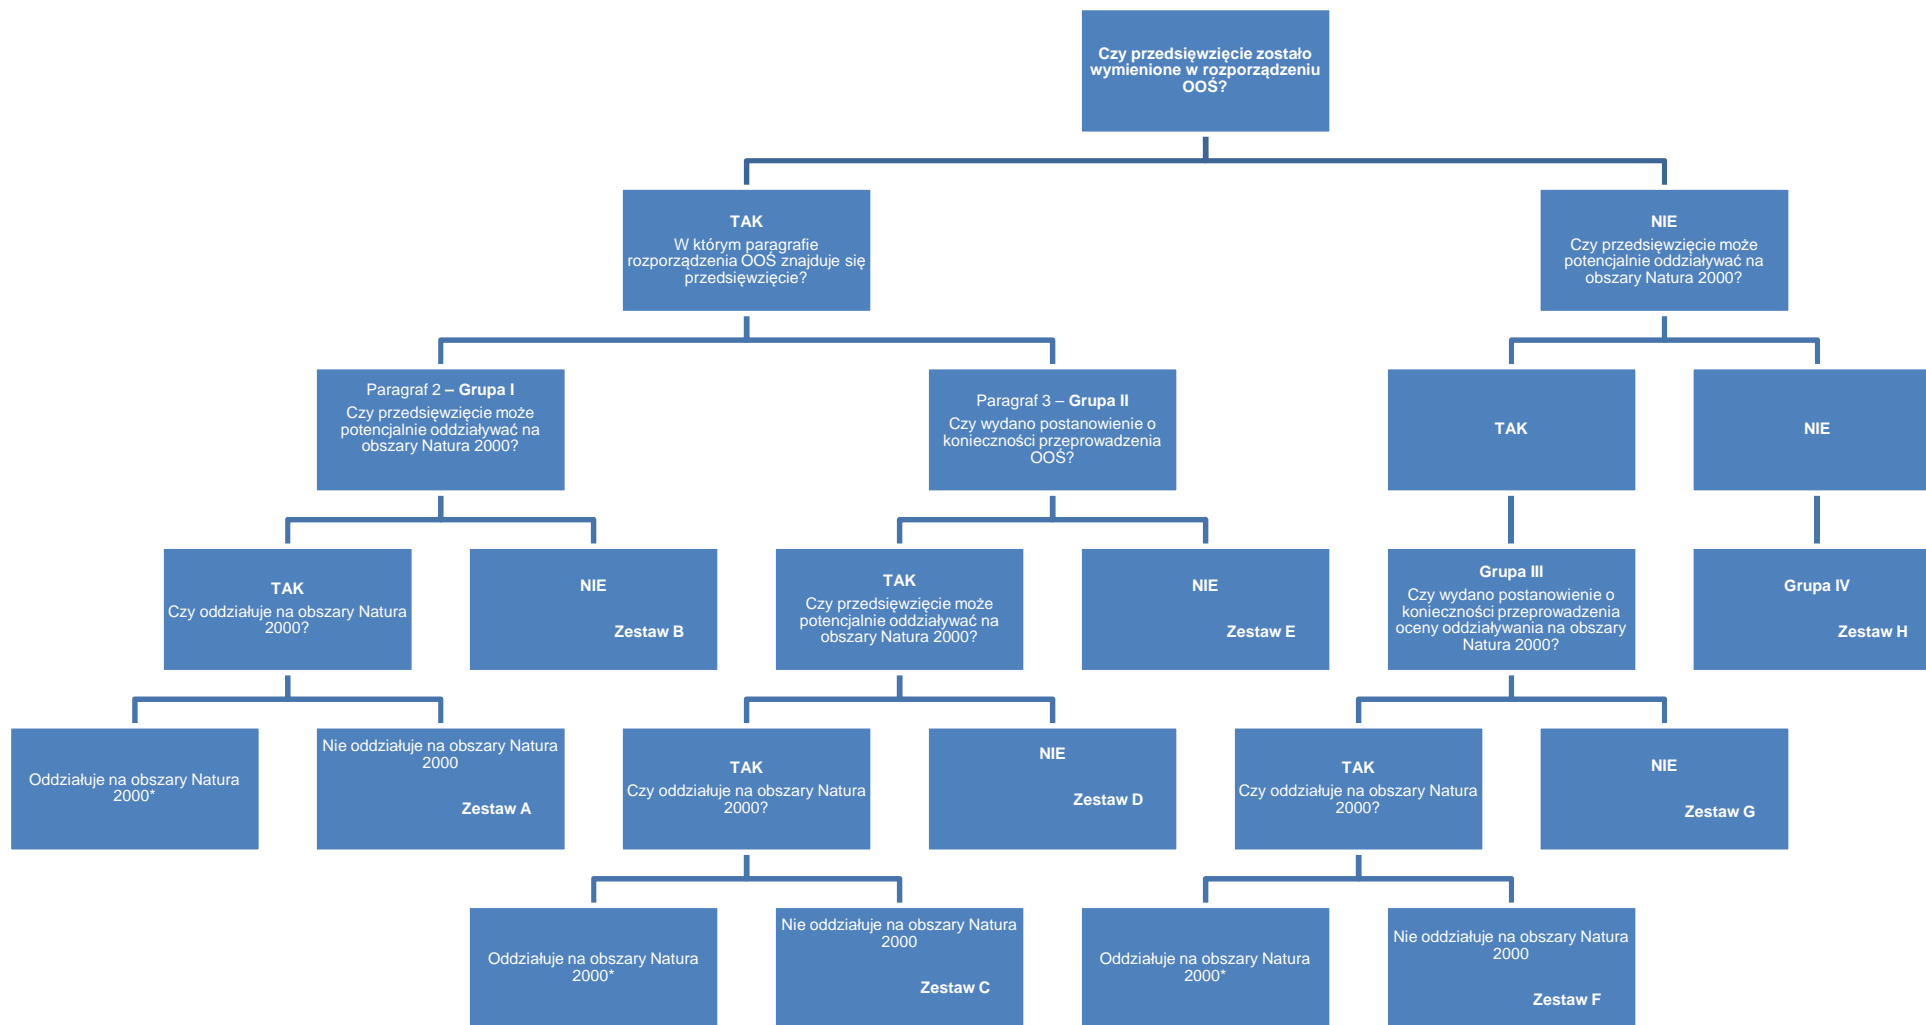 Czy przedsięwzięcie zostało
wymienione w rozporządzeniu
OOŚ?
TAK
W którym paragrafie
rozporządzenia OOŚ znajduje się
przedsięwzięcie?
NIE
Czy przedsięwzięcie może
potencjalnie oddziaływać na
obszary Natura 2000?
Paragraf 2 – Grupa I
Czy przedsięwzięcie może
potencjalnie oddziaływać na
obszary Natura 2000?
Paragraf 3 – Grupa II
Czy wydano postanowienie o
konieczności przeprowadzenia
OOŚ?
TAK
NIE
TAK
Czy oddziałuje na obszary Natura
2000?
NIE
Zestaw B
TAK
Czy przedsięwzięcie może
potencjalnie oddziaływać na
obszary Natura 2000?
NIE
Zestaw E
Grupa III
Czy wydano postanowienie o
konieczności przeprowadzenia
oceny oddziaływania na obszary
Natura 2000?
Grupa IV
Zestaw H
Oddziałuje na obszary Natura
2000*
Nie oddziałuje na obszary Natura
2000
Zestaw A
TAK
Czy oddziałuje na obszary Natura
2000?
NIE
Zestaw D
TAK
Czy oddziałuje na obszary Natura
2000?
NIE
Zestaw G
Oddziałuje na obszary Natura
2000*
Nie oddziałuje na obszary Natura
2000
Zestaw C
Oddziałuje na obszary Natura
2000*
Nie oddziałuje na obszary Natura
2000
Zestaw F